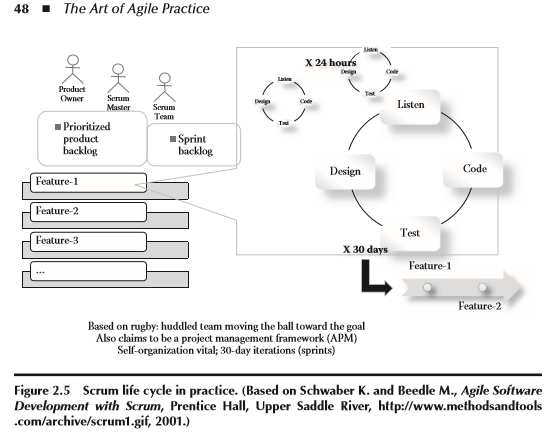 48 ■ The Art of Agile Practice
Product
Owner
Scrum
Master
Scrum
Team
■ Prioritized
product
backlog
■ Sprint
backlog
Feature-1
Feature-2
Feature-3
...
X 24 hours
Listen
Design
Code
Test
Listen
Design
Code
Test
Listen
Design
Code
Test
X 30 days
Feature-1
Feature-2
Based on rugby: huddled team moving the ball toward the goal
Also claims to be a project management framework (APM)
Self-organization vital; 30-day iterations (sprints)
Figure 2.5 Scrum life cycle in practice. (Based on Schwaber K. and Beedle M., Agile Software
Development with Scrum, Prentice Hall, Upper Saddle River, http://www.methodsandtools
.com/archive/scrum1.gif, 2001.)